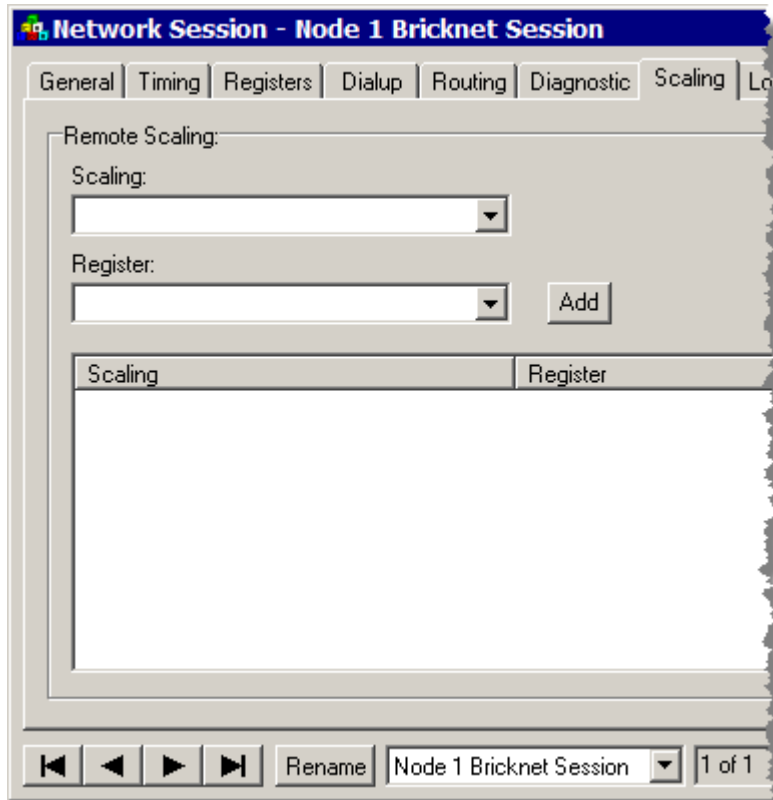 Network Session - Node 1 Bricknet Session
General Timing Registers Dialup Routing Diagnostic Scaling Lo
Remote Scaling:
Scaling:
Register:
Add
Scaling Register
Rename Node 1 Bricknet Session 1 of 1